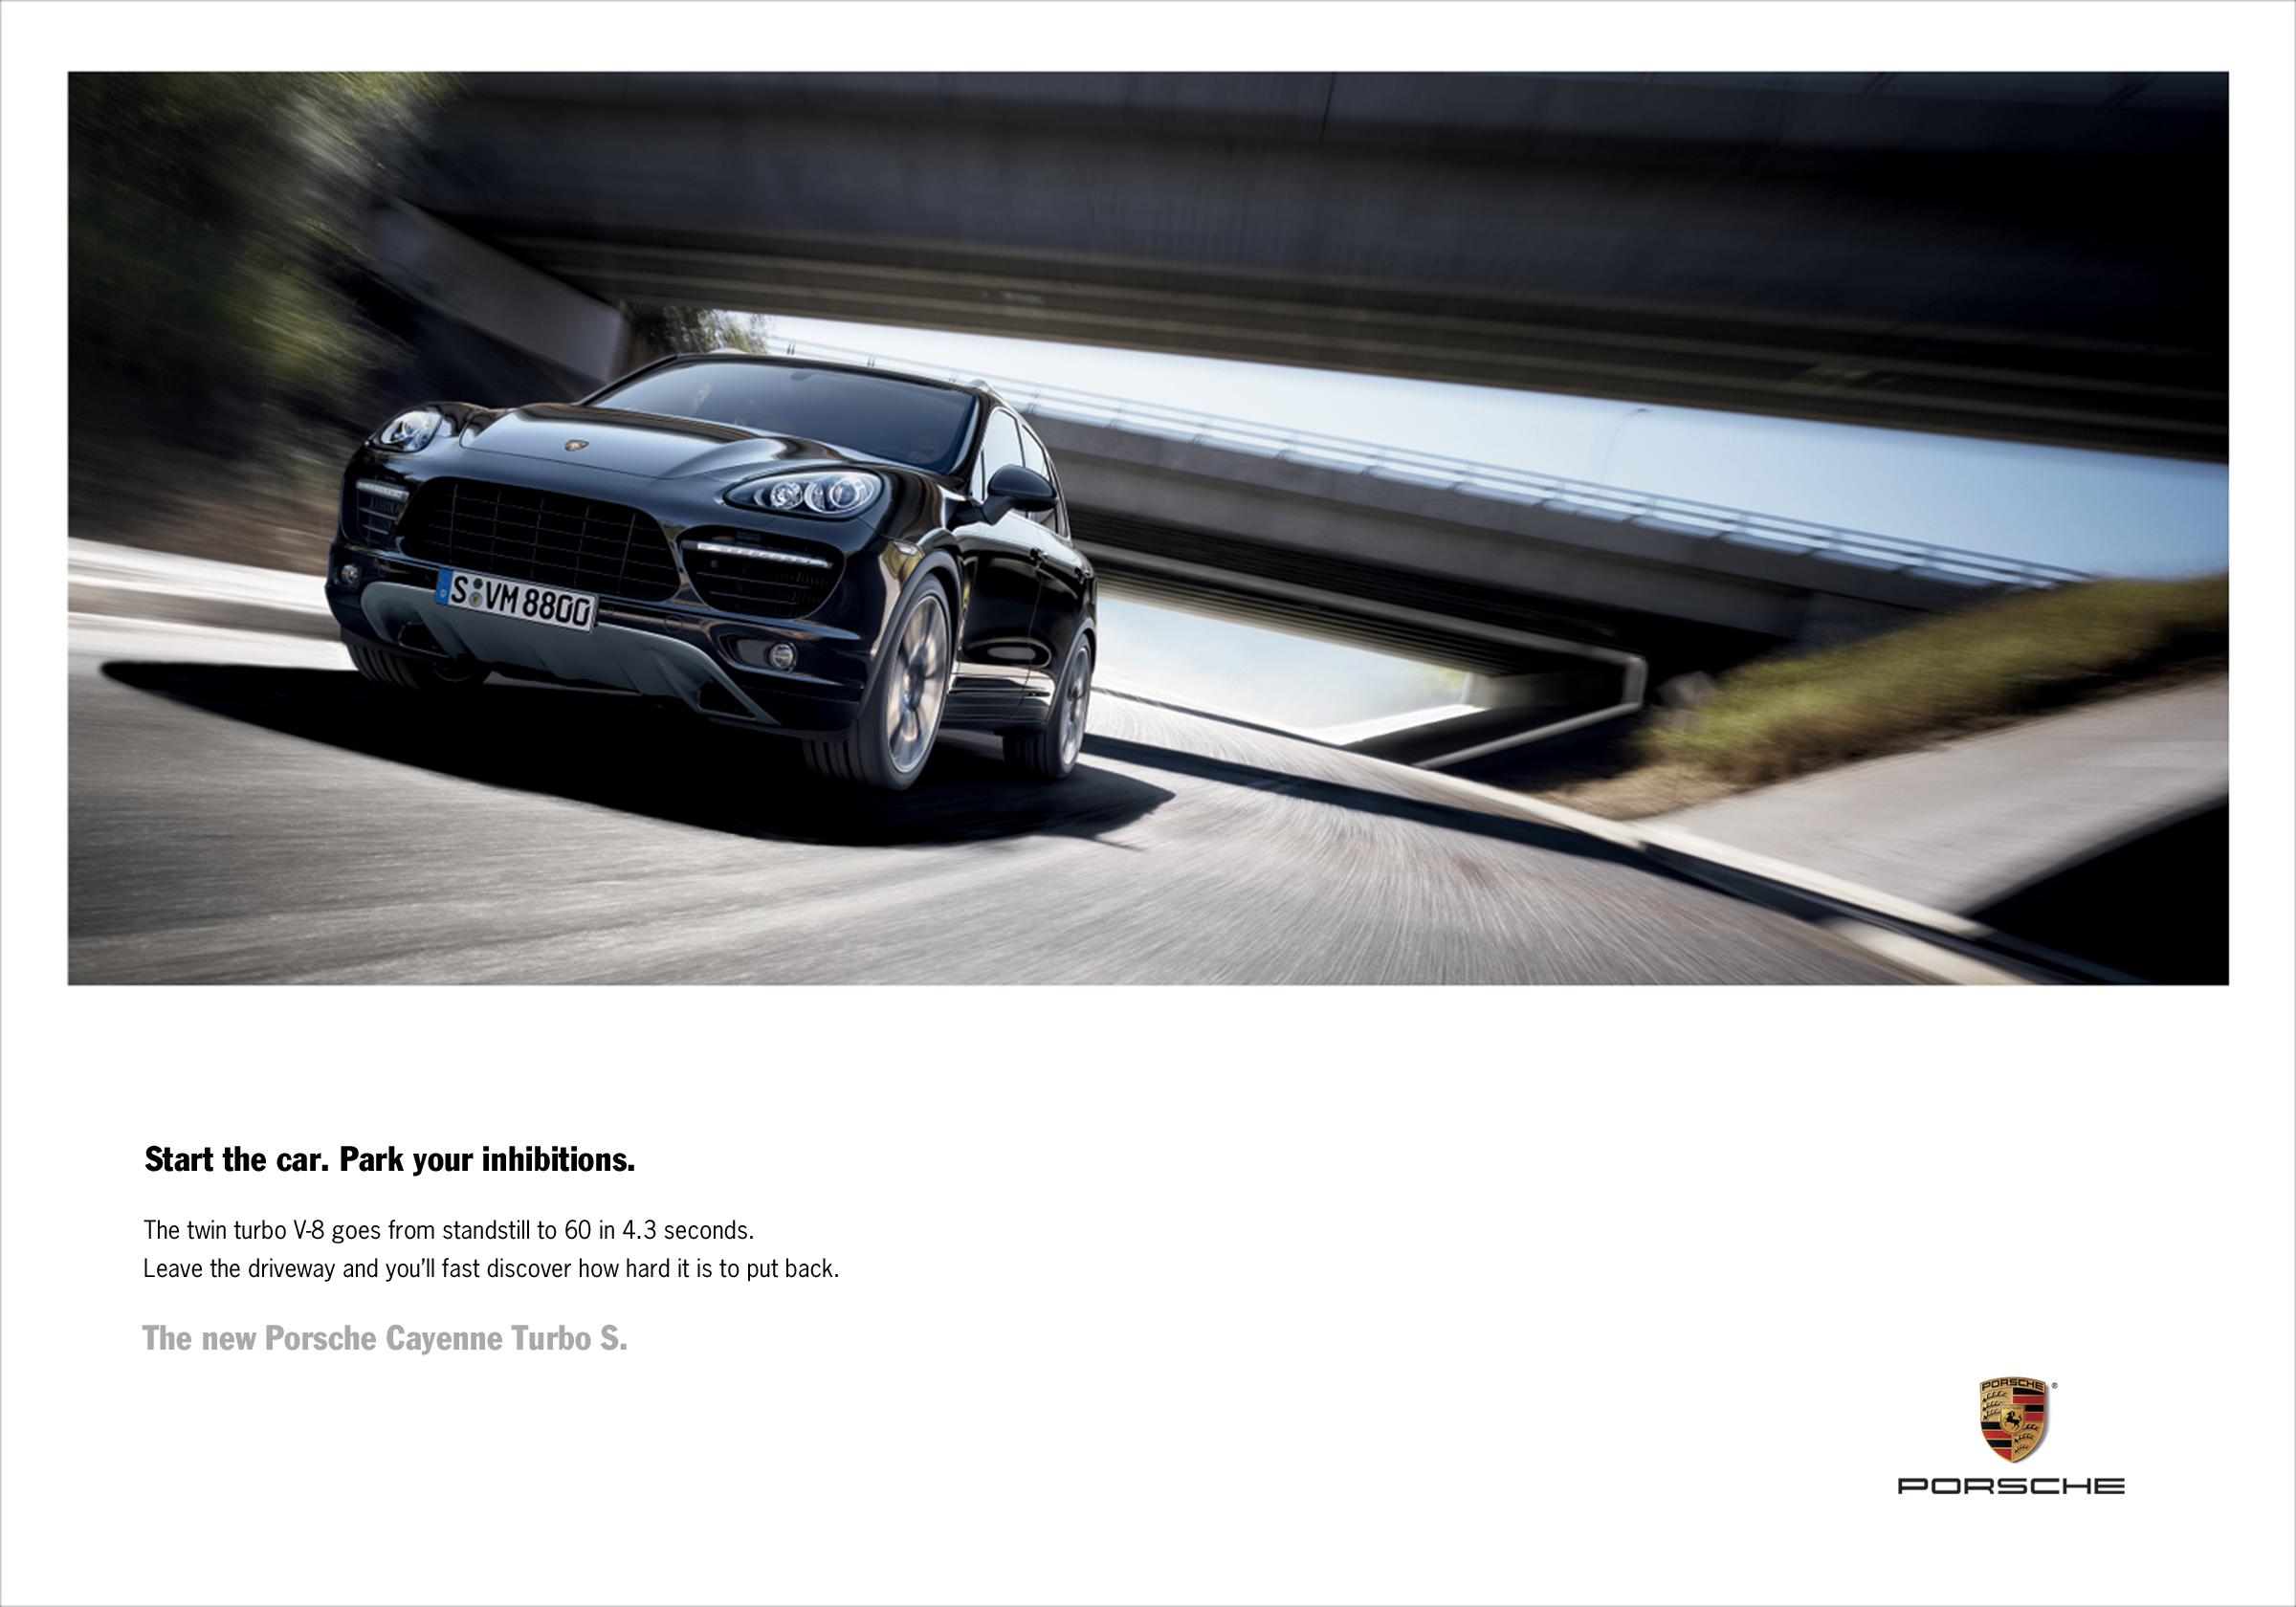 S VM 8800
Start the car. Park your inhibitions.
The twin turbo V-8 goes from standstill to 60 in 4.3 seconds.
Leave the driveway and you'll fast discover how hard it is to put back.
The new Porsche Cayenne Turbo S.
PORSCHE
®
PORSCHE